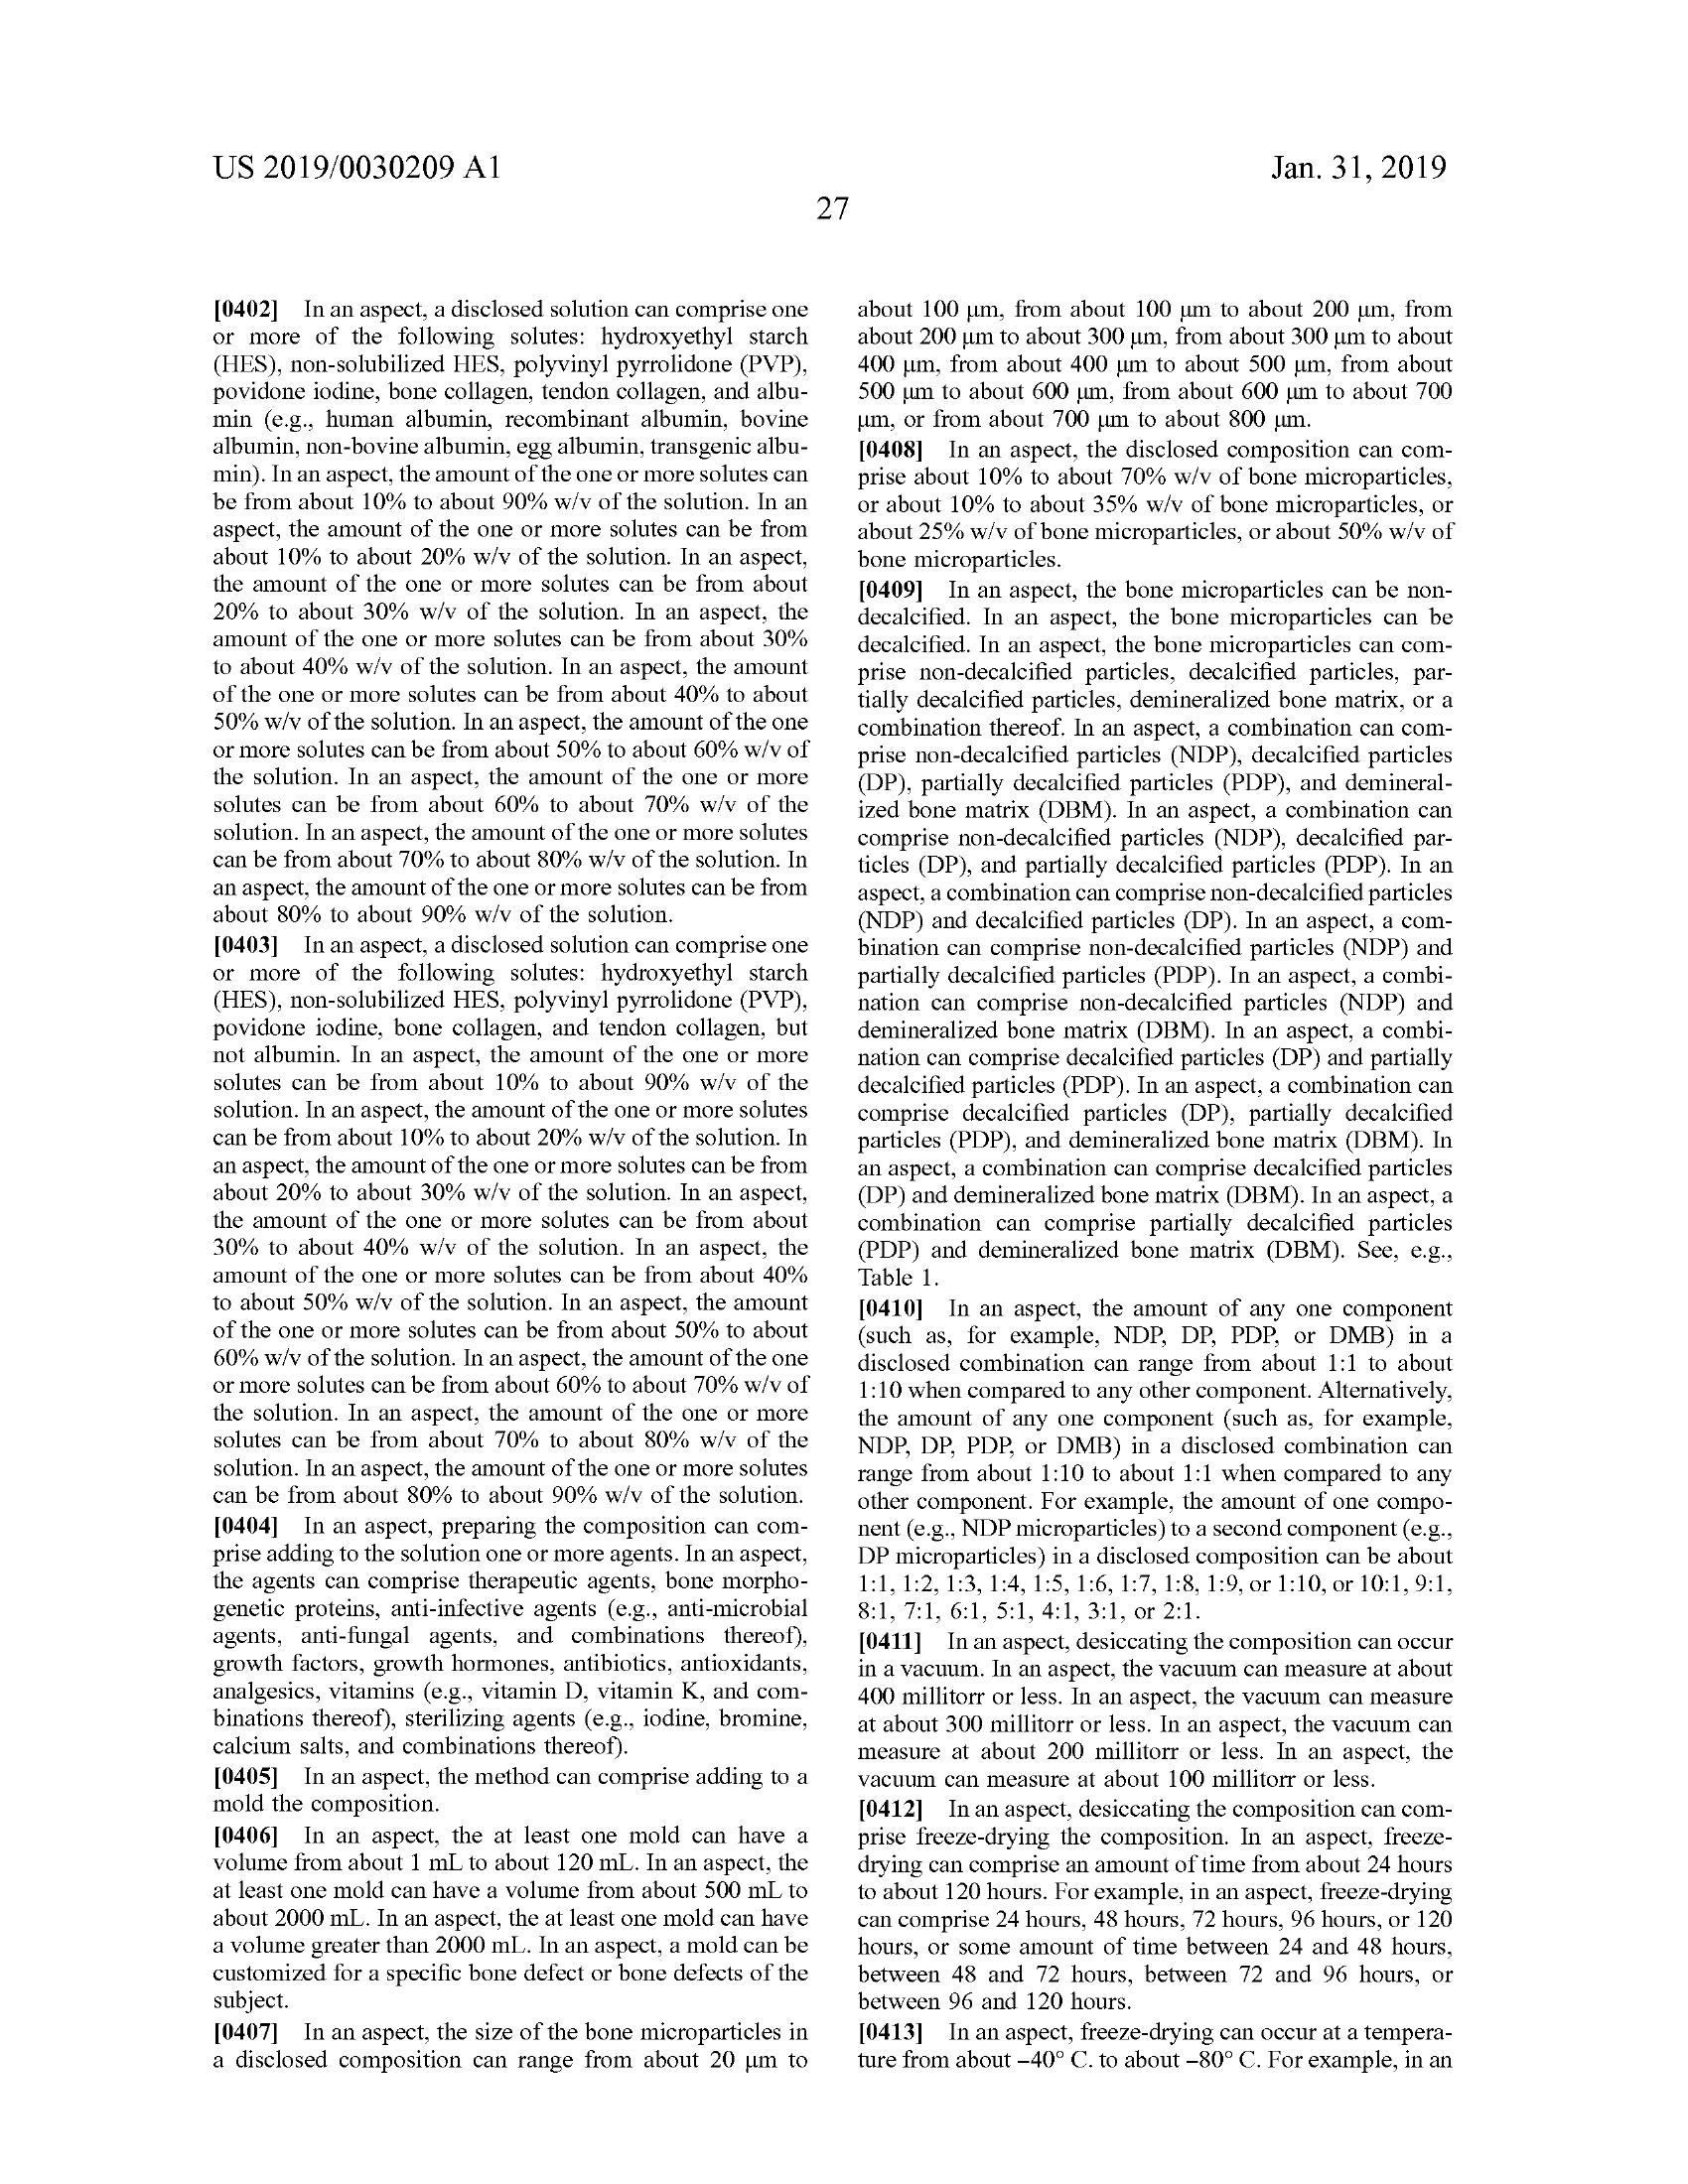 US 2019/0030209 A1
Jan. 31, 2019
27
[0402] In an aspect, a disclosed solution can comprise one
or more of the following solutes: hydroxyethyl starch
(HES), non-solubilized HES, polyvinyl pyrrolidone (PVP),
povidone iodine, bone collagen, tendon collagen, and albu-
min (e.g., human albumin, recombinant albumin, bovine
albumin, non-bovine albumin, egg albumin, transgenic albu-
min). In an aspect, the amount of the one or more solutes can
be from about 10% to about 90% w/v of the solution. In an
aspect, the amount of the one or more solutes can be from
about 10% to about 20% w/v of the solution. In an aspect,
the amount of the one or more solutes can be from about
20% to about 30% w/v of the solution. In an aspect, the
amount of the one or more solutes can be from about 30%
to about 40% w/v of the solution. In an aspect, the amount
of the one or more solutes can be from about 40% to about
50% w/v of the solution. In an aspect, the amount of the one
or more solutes can be from about 50% to about 60% w/v of
the solution. In an aspect, the amount of the one or more
solutes can be from about 60% to about 70% w/v of the
solution. In an aspect, the amount of the one or more solutes
can be from about 70% to about 80% w/v of the solution. In
an aspect, the amount of the one or more solutes can be from
about 80% to about 90% w/v of the solution.
[0403] In an aspect, a disclosed solution can comprise one
or more of the following solutes: hydroxyethyl starch
(HES), non-solubilized HES, polyvinyl pyrrolidone (PVP),
povidone iodine, bone collagen, and tendon collagen, but
not albumin. In an aspect, the amount of the one or more
solutes can be from about 10% to about 90% w/v of the
solution. In an aspect, the amount of the one or more solutes
can be from about 10% to about 20% w/v of the solution. In
an aspect, the amount of the one or more solutes can be from
about 20% to about 30% w/v of the solution. In an aspect,
the amount of the one or more solutes can be from about
30% to about 40% w/v of the solution. In an aspect, the
amount of the one or more solutes can be from about 40%
to about 50% w/v of the solution. In an aspect, the amount
of the one or more solutes can be from about 50% to about
60% w/v of the solution. In an aspect, the amount of the one
or more solutes can be from about 60% to about 70% w/v of
the solution. In an aspect, the amount of the one or more
solutes can be from about 70% to about 80% w/v of the
solution. In an aspect, the amount of the one or more solutes
can be from about 80% to about 90% w/v of the solution.
[0404] In an aspect, preparing the composition can com-
prise adding to the solution one or more agents. In an aspect,
the agents can comprise therapeutic agents, bone morpho-
genetic proteins, anti-infective agents (e.g., anti-microbial
agents, anti-fungal agents, and combinations thereof),
growth factors, growth hormones, antibiotics, antioxidants,
analgesics, vitamins (e.g., vitamin D, vitamin K, and com-
binations thereof), sterilizing agents (e.g., iodine, bromine,
calcium salts, and combinations thereof).
[0405] In an aspect, the method can comprise adding to a
mold the composition.
[0406] In an aspect, the at least one mold can have a
volume from about 1 mL to about 120 mL. In an aspect, the
at least one mold can have a volume from about 500 mL to
about 2000 mL. In an aspect, the at least one mold can have
a volume greater than 2000 mL. In an aspect, a mold can be
customized for a specific bone defect or bone defects of the
subject.
[0407] In an aspect, the size of the bone microparticles in
a disclosed composition can range from about 20 µm to
about 100 µm, from about 100 µm to about 200 µm, from
about 200 µm to about 300 µm, from about 300 µm to about
400 µm, from about 400 µm to about 500 µm, from about
500 µm to about 600 µm, from about 600 µm to about 700
µm, or from about 700 µm to about 800 µm.
[0408] In an aspect, the disclosed composition can com-
prise about 10% to about 70% w/v of bone microparticles,
or about 10% to about 35% w/v of bone microparticles, or
about 25% w/v of bone microparticles, or about 50% w/v of
bone microparticles.
[0409] In an aspect, the bone microparticles can be non-
decalcified. In an aspect, the bone microparticles can be
decalcified. In an aspect, the bone microparticles can com-
prise non-decalcified particles, decalcified particles, par-
tially decalcified particles, demineralized bone matrix, or a
combination thereof. In an aspect, a combination can com-
prise non-decalcified particles (NDP), decalcified particles
(DP), partially decalcified particles (PDP), and demineral-
ized bone matrix (DBM). In an aspect, a combination can
comprise non-decalcified particles (NDP), decalcified par-
ticles (DP), and partially decalcified particles (PDP). In an
aspect, a combination can comprise non-decalcified particles
(NDP) and decalcified particles (DP). In an aspect, a com-
bination can comprise non-decalcified particles (NDP) and
partially decalcified particles (PDP). In an aspect, a combi-
nation can comprise non-decalcified particles (NDP) and
demineralized bone matrix (DBM). In an aspect, a combi-
nation can comprise decalcified particles (DP) and partially
decalcified particles (PDP). In an aspect, a combination can
comprise decalcified particles (DP), partially decalcified
particles (PDP), and demineralized bone matrix (DBM). In
an aspect, a combination can comprise decalcified particles
(DP) and demineralized bone matrix (DBM). In an aspect, a
combination can comprise partially decalcified particles
(PDP) and demineralized bone matrix (DBM). See, e.g.,
Table 1.
[0410] In an aspect, the amount of any one component
(such as, for example, NDP, DP, PDP, or DMB) in a
disclosed combination can range from about 1:1 to about
1:10 when compared to any other component. Alternatively,
the amount of any one component (such as, for example,
NDP, DP, PDP, or DMB) in a disclosed combination can
range from about 1:10 to about 1:1 when compared to any
other component. For example, the amount of one compo-
nent (e.g., NDP microparticles) to a second component (e.g.,
DP microparticles) in a disclosed composition can be about
1:1, 1:2, 1:3, 1:4, 1:5, 1:6, 1:7, 1:8, 1:9, or 1:10, or 10:1, 9:1,
8:1, 7:1, 6:1, 5:1, 4:1, 3:1, or 2:1.
[0411] In an aspect, desiccating the composition can occur
in a vacuum. In an aspect, the vacuum can measure at about
400 millitorr or less. In an aspect, the vacuum can measure
at about 300 millitorr or less. In an aspect, the vacuum can
measure at about 200 millitorr or less. In an aspect, the
vacuum can measure at about 100 millitorr or less.
[0412] In an aspect, desiccating the composition can com-
prise freeze-drying the composition. In an aspect, freeze-
drying can comprise an amount of time from about 24 hours
to about 120 hours. For example, in an aspect, freeze-drying
can comprise 24 hours, 48 hours, 72 hours, 96 hours, or 120
hours, or some amount of time between 24 and 48 hours,
between 48 and 72 hours, between 72 and 96 hours, or
between 96 and 120 hours.
[0413] In an aspect, freeze-drying can occur at a tempera-
ture from about −40° C. to about −80° C. For example, in an